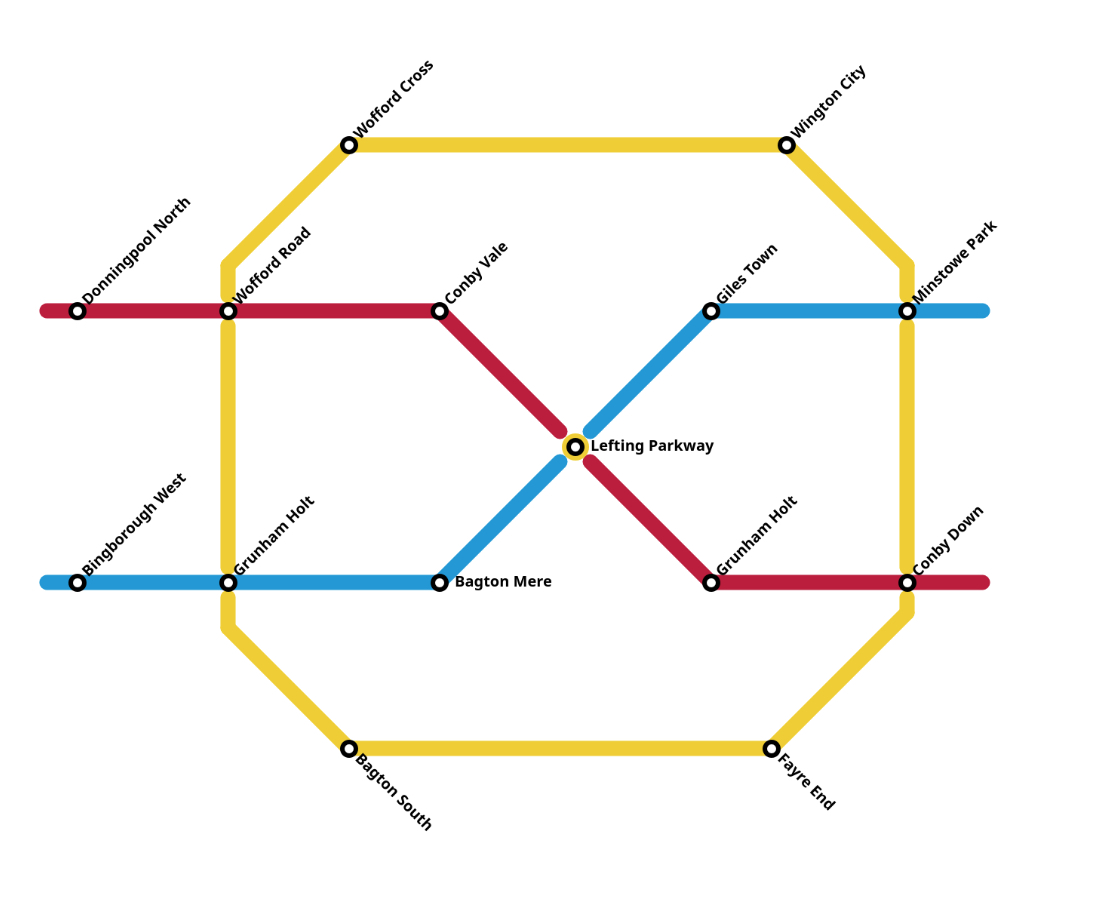 Wofford Cross
Wington City
Donningpool North
Wofford Road
Conby Vale
Giles Town
Minstowe Park
Lefting Parkway
Bingborough West
Grunham Holt
Bagton Mere
Grunham Holt
Conby Down
Bagton South
Fayre End